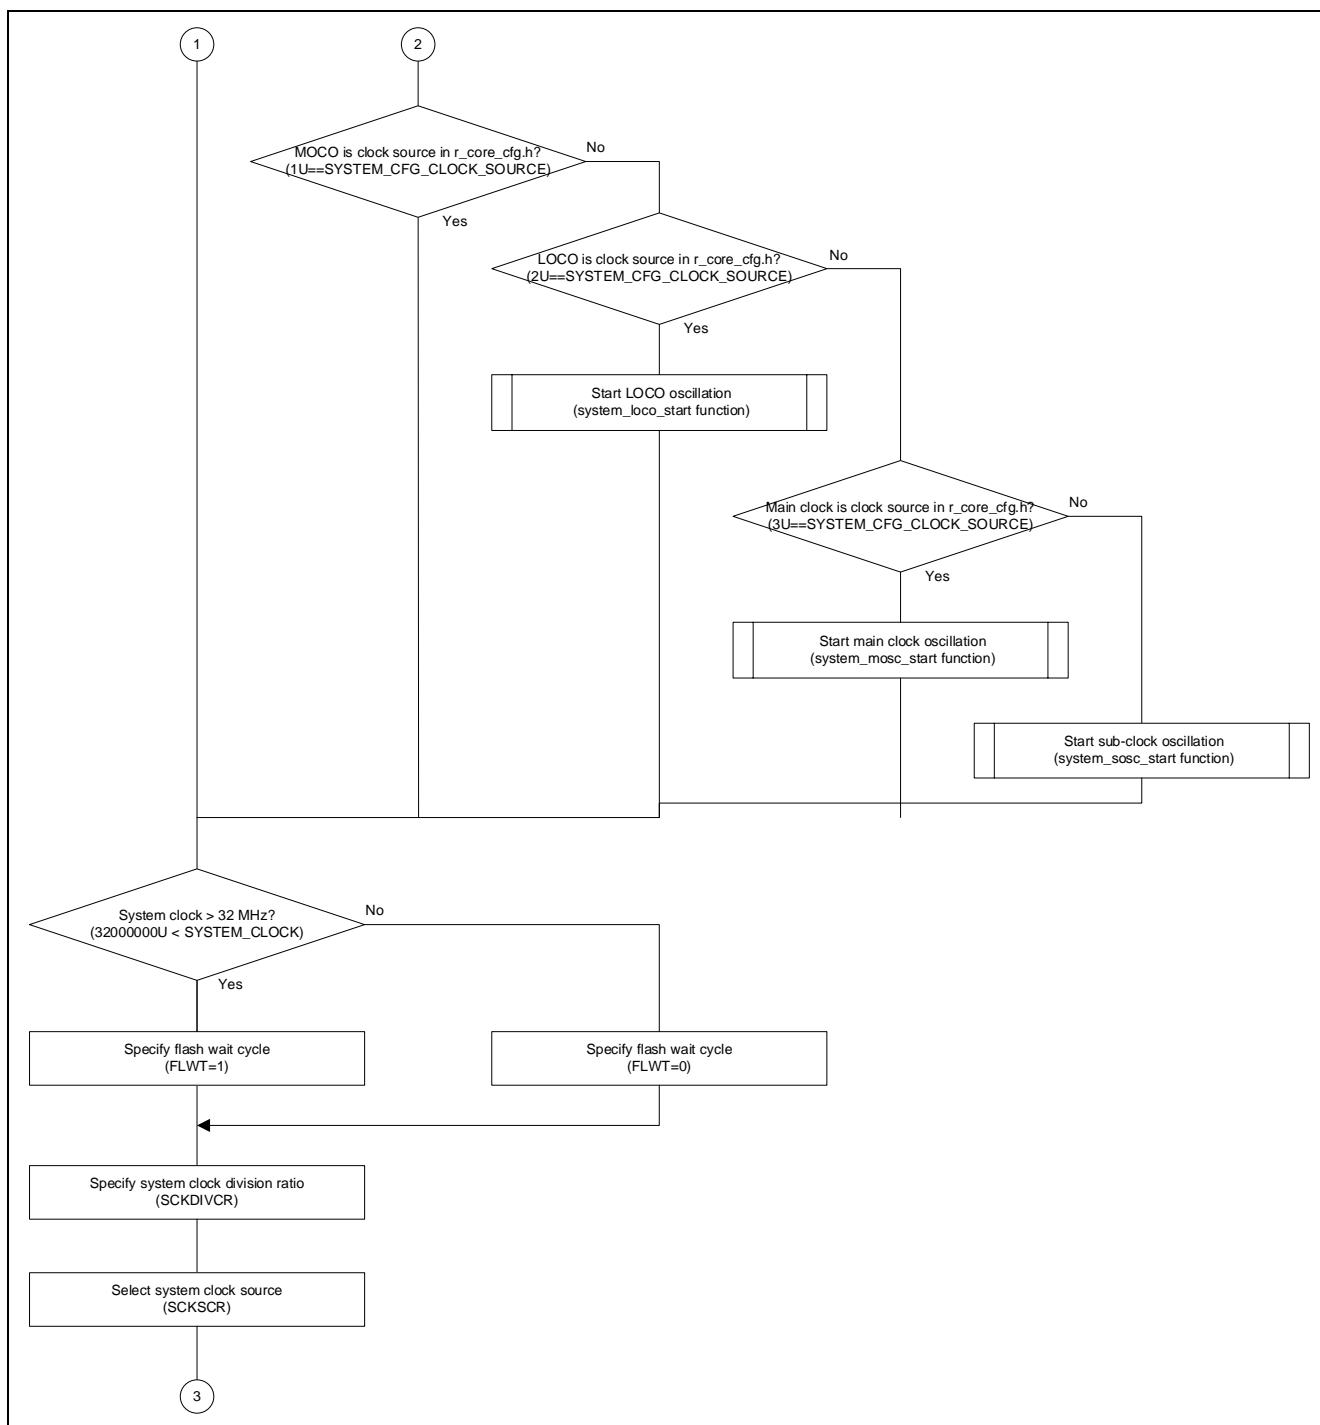 1
2
MOCO is clock source in r_core_cfg.h?
(1U==SYSTEM_CFG_CLOCK_SOURCE)
No
Yes
LOCO is clock source in r_core_cfg.h?
(2U==SYSTEM_CFG_CLOCK_SOURCE)
No
Yes
Start LOCO oscillation
(system_loco_start function)
Main clock is clock source in r_core_cfg.h?
(3U==SYSTEM_CFG_CLOCK_SOURCE)
No
Yes
Start main clock oscillation
(system_mosc_start function)
Start sub-clock oscillation
(system_sosc_start function)
System clock > 32 MHz?
(32000000U < SYSTEM_CLOCK)
No
Yes
Specify flash wait cycle
(FLWT=1)
Specify flash wait cycle
(FLWT=0)
Specify system clock division ratio
(SCKDIVCR)
Select system clock source
(SCKSCR)
3